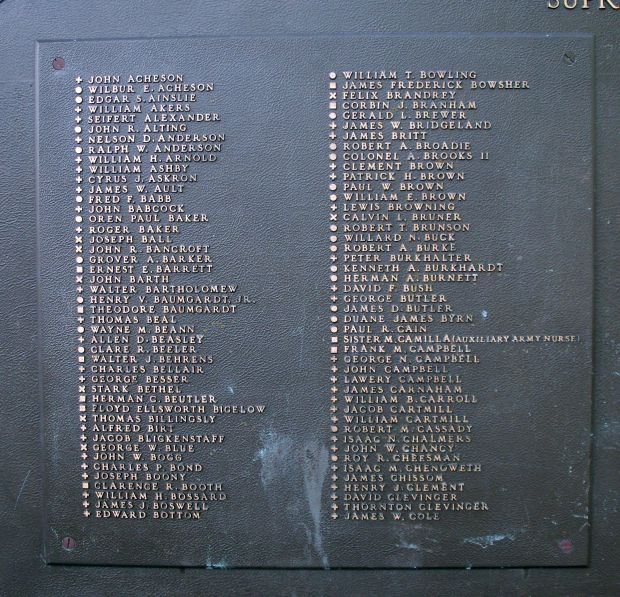 SUPR
JOHN ACHESON
WILBUR E. ACHESON
EDGAR S. AINSLIE
WILLIAM AKERS
SEIFERT ALEXANDER
JOHN R. ALTING
NELSON D. ANDERSON
RALPH W. ANDERSON
WILLIAM H. ARNOLD
WILLIAM ASHBY
CYRUS J. ASKRON
JAMES W. AULT
FRED F. BABB
JOHN BABCOCK
OREN PAUL BAKER
ROGER BAKER
JOSEPH BALL
JOHN R. BANCROFT
GROVER A. BARKER
ERNEST E. BARRETT
JOHN BARTH
WALTER BARTHOLOMEW
HENRY V. BAUMGARDT, JR.
THEODORE BAUMGARDT
THOMAS BEAL
WAYNE M. BEANN
ALLEN D. BEASLEY
CLARE R. BEELER
WALTER J. BEHRENS
CHARLES BELLAIR
GEORGE BESSER
STARK BETHEL
HERMAN C. BEUTLER
FLOYD ELLSWORTH BIGELOW
THOMAS BILLINGSLY
ALFRED BIRT
JACOB BLICKENSTAFF
GEORGE W. BLUE
JOHN W. BOGG
CHARLES P. BOND
JOSEPH BOONY
CLARENCE R. BOOTH
WILLIAM H. BOSSARD
JAMES J. BOSWELL
EDWARD BOTTOM
WILLIAM T. BOWLING
JAMES FREDERICK BOWSHER
FELIX BRANDREY
CORBIN J. BRANHAM
GERALD L. BREWER
JAMES W. BRIDGELAND
JAMES BRITT
ROBERT A. BROADIE
COLONEL A. BROOKS II
CLEMENT BROWN
PATRICK H. BROWN
PAUL W. BROWN
WILLIAM E. BROWN
LEWIS BROWNING
CALVIN L. BRUNER
ROBERT T. BRUNSON
WILLARD N. BUCK
ROBERT A. BURKE
PETER BURKHALTER
KENNETH A. BURKHARDT
HERMAN A. BURNETT
DAVID F. BUSH
GEORGE BUTLER
JAMES D. BUTLER
DUANE JAMES BYRN
PAUL R. CAIN
SISTER M. CAMILLA (AUXILIARY ARMY NURSE)
FRANK M. CAMPBELL
GEORGE N. CAMPBELL
JOHN CAMPBELL
LAWERY CAMPBELL
JAMES CARNAHAM
WILLIAM B. CARROLL
JACOB CARTMILL
WILLIAM CARTMILL
ROBERT M. CASSADY
ISAAC N. CHALMERS
JOHN W. CHANCY
ROY R. CHEESMAN
ISAAC M. CHENOWETH
JAMES CHISSOM
HENRY J. CLEMENT
DAVID CLEVINGER
THORNTON CLEVINGER
JAMES W. COLE